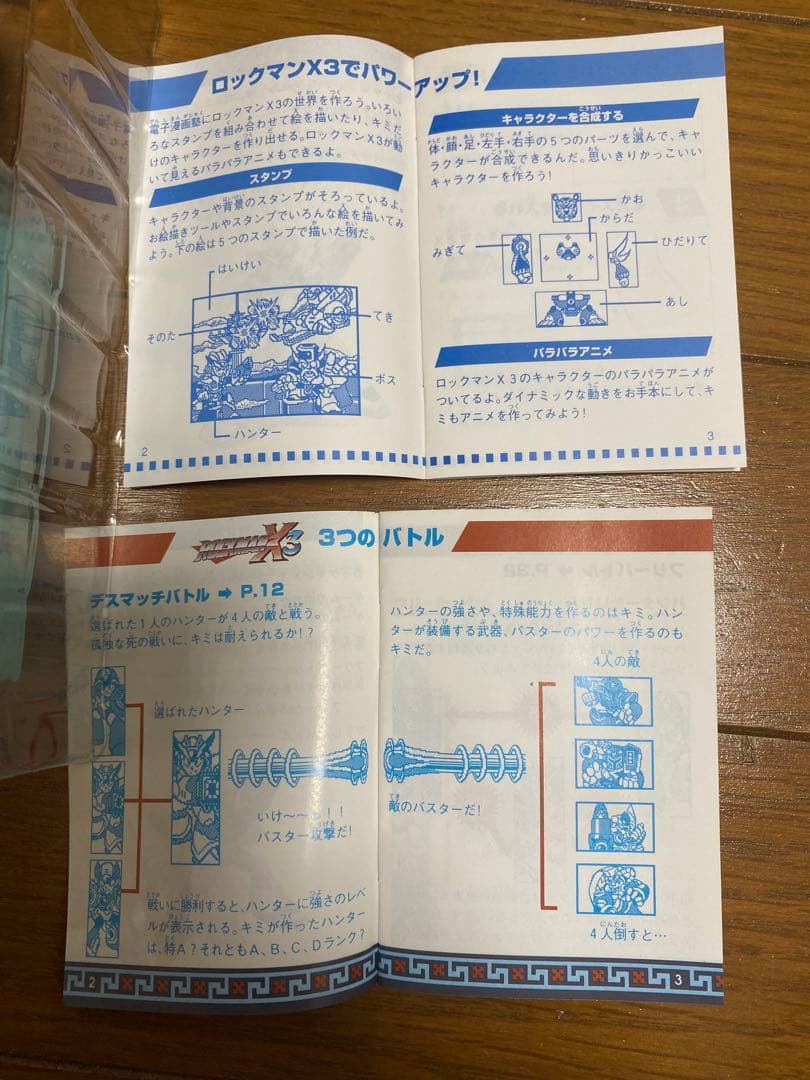 ロックマンX3でパワーアップ!
電子漫画塾にロックマンX3の世界を作ろう。いろい
ろなスタンプを組み合わせて絵を描いたり、キミだ
けのキャラクターを作り出せる。ロックマンX3が動
いて見えるパラパラアニメもできるよ。
スタンプ
キャラクターや背景のスタンプがそろっているよ。
お絵描きツールやスタンプでいろんな絵を描いてみ
よう。下の絵は5つのスタンプで描いた例だ。
はいけい
そのた
てき
ボス
ハンター
2
キャラクターを合成する
体・顔・足・左手・右手の5つのパーツを選んで、キャ
ラクターが合成できるんだ。思いきりかっこいい
キャラクターを作ろう!
かお
からだ
みぎて
ひだりて
あし
パラパラアニメ
ロックマンX3のキャラクターのパラパラアニメが
ついてるよ。ダイナミックな動きをお手本にして、キ
ミもアニメを作ってみよう!
3
ROCKMAN X3 3つのバトル
デスマッチバトル ➡ P.12
選ばれた1人のハンターが4人の敵と戦う。
孤独な死の戦いに、キミは耐えられるか!?
選ばれたハンター
いけ〜〜ッ!!
バスター攻撃だ!
戦いに勝利すると、ハンターに強さのレベ
ルが表示される。キミが作ったハンター
は、特A?それともA、B、C、Dランク?
2
ハンターの強さや、特殊能力を作るのはキミ。ハン
ターが装備する武器、バスターのパワーを作るのも
キミだ。
4人の敵
敵のバスターだ!
4人倒すと…
3